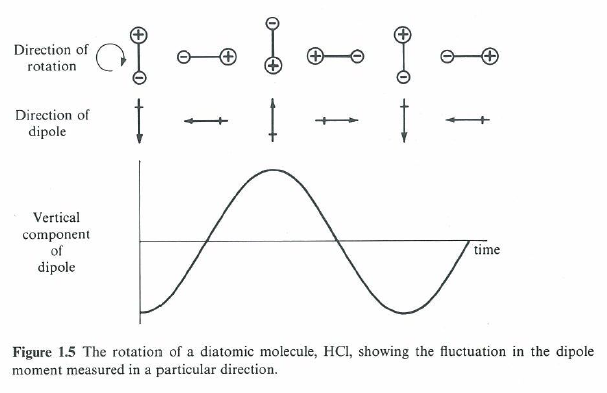 Direction of
rotation
Direction of
dipole
Vertical
component
of
dipole
time
Figure 1.5 The rotation of a diatomic molecule, HCl, showing the fluctuation in the dipole
moment measured in a particular direction.